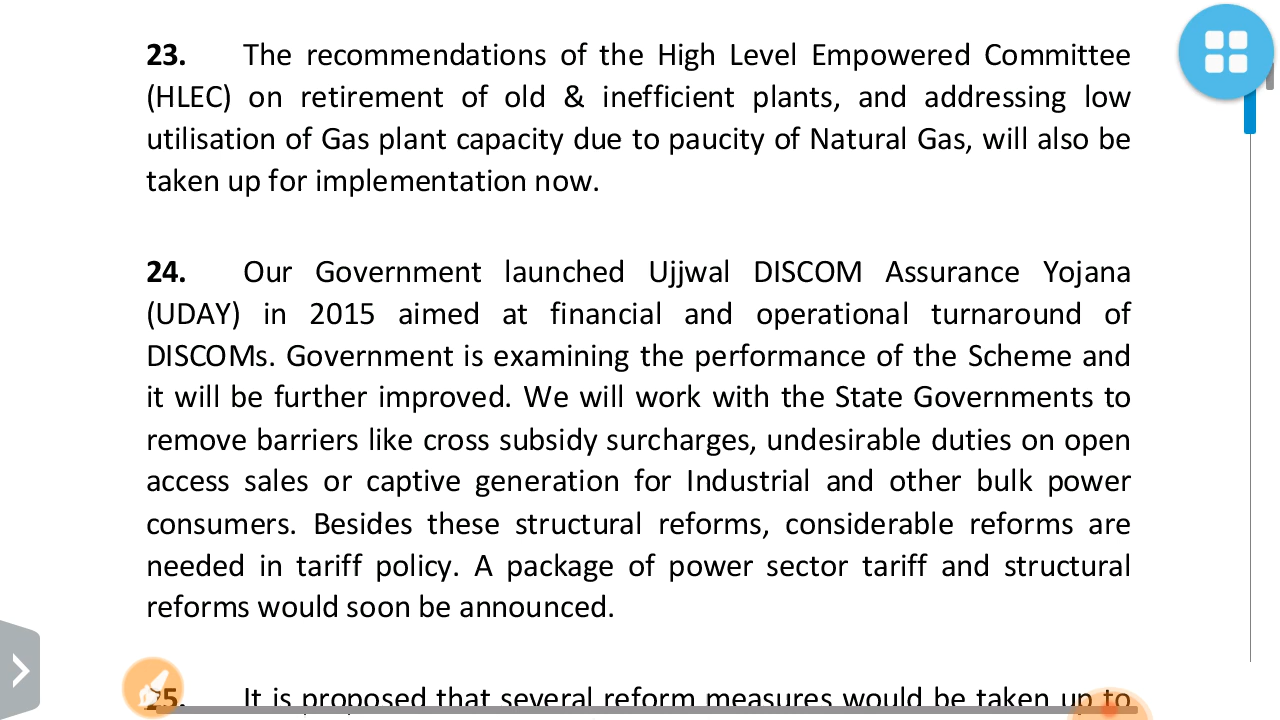 23. The recommendations of the High Level Empowered Committee
(HLEC) on retirement of old & inefficient plants, and addressing low
utilisation of Gas plant capacity due to paucity of Natural Gas, will also be
taken up for implementation now.
24. Our Government launched Ujjwal DISCOM Assurance Yojana
(UDAY) in 2015 aimed at financial and operational turnaround of
DISCOMs. Government is examining the performance of the Scheme and
it will be further improved. We will work with the State Governments to
remove barriers like cross subsidy surcharges, undesirable duties on open
access sales or captive generation for Industrial and other bulk power
consumers. Besides these structural reforms, considerable reforms are
needed in tariff policy. A package of power sector tariff and structural
reforms would soon be announced.
25. It is proposed that several reform measures would be taken up to